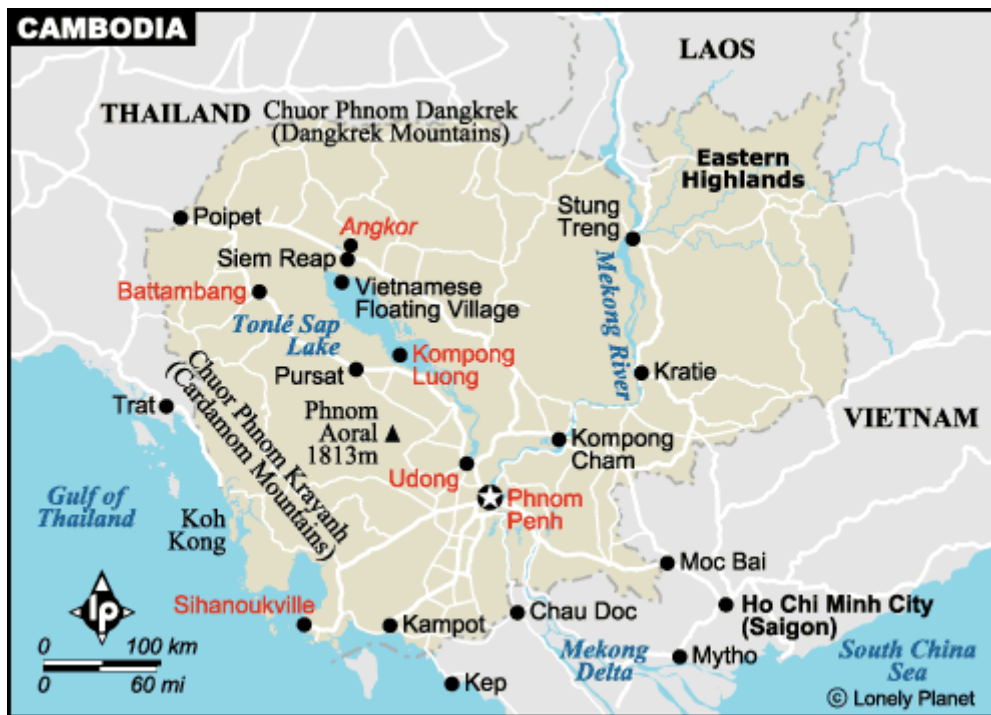 CAMBODIA
LAOS
THAILAND
Chuor Phnom Dangkrek
(Dangkrek Mountains)
Eastern
Highlands
Stung
Treng
Poipet
Angkor
Siem Reap
Vietnamese
Floating Village
Battambang
Tonlé Sap
Lake
Mekong River
Kompong
Luong
Pursat
Kratie
Chuor Phnom Kravanh
(Cardamom Mountains)
Trat
Phnom
Aoral
1813m
VIETNAM
Kompong
Cham
Udong
Gulf of
Thailand
Koh
Kong
Phnom
Penh
Moc Bai
lp
Sihanoukville
Kampot
Chau Doc
Ho Chi Minh City
(Saigon)
0 100 km
0 60 mi
Mekong
Delta
Mytho
South China
Sea
Kep
© Lonely Planet